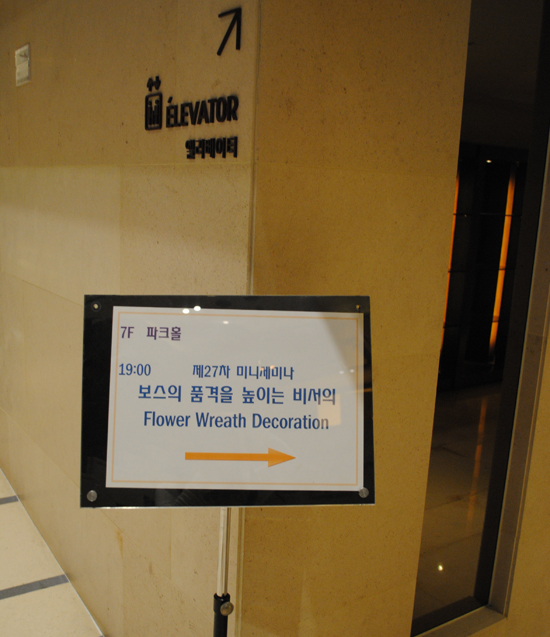 ELEVATOR
엘리베이터
7F 파크홀
19:00 제27차 미니세미나
보스의 품격을 높이는 비서의
Flower Wreath Decoration